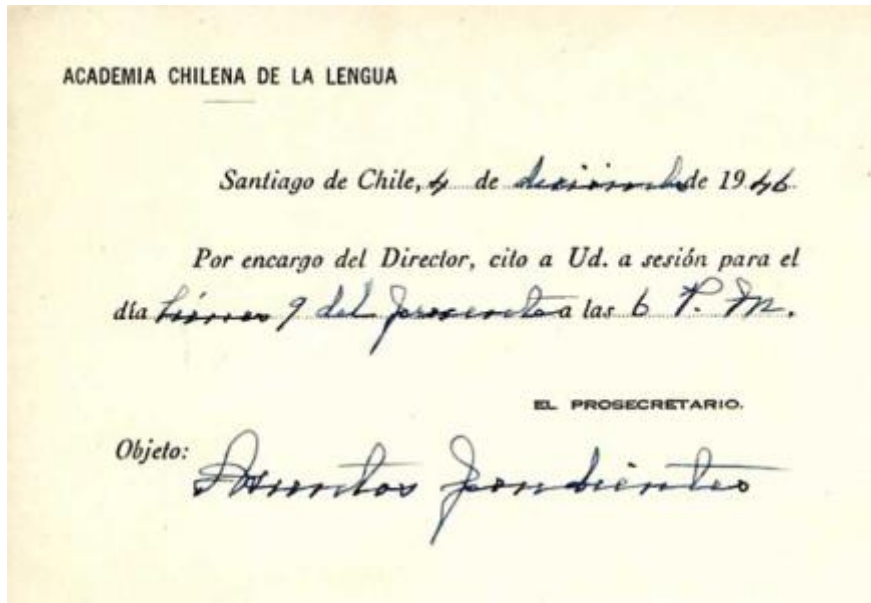 ACADEMIA CHILENA DE LA LENGUA
Santiago de Chile, 4 de diciembre de 1946
Por encargo del Director, cito a Ud. a sesión para el
día lúnes 9 del presente a las 6 P. M.
EL PROSECRETARIO.
Objeto: Asuntos pendientes